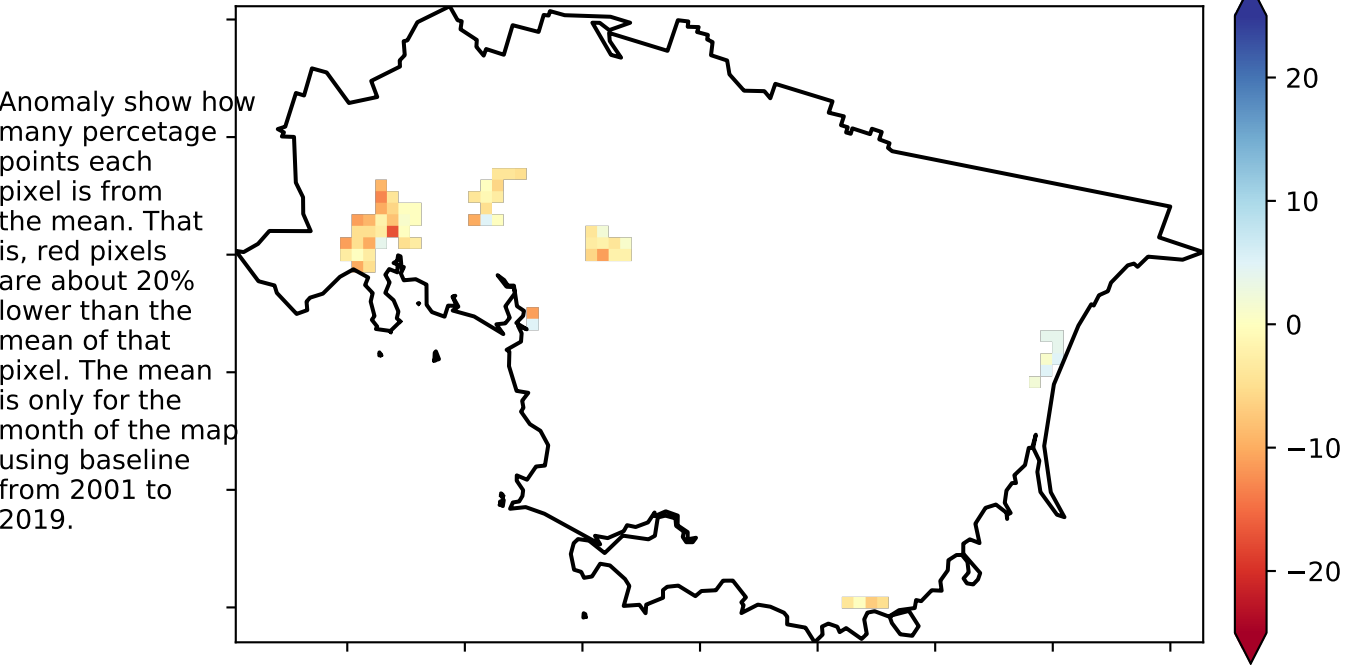 Anomaly show how
many percetage
points each
pixel is from
the mean. That
is, red pixels
are about 20%
lower than the
mean of that
pixel. The mean
is only for the
month of the map
using baseline
from 2001 to
2019.
20
10
0
−10
−20